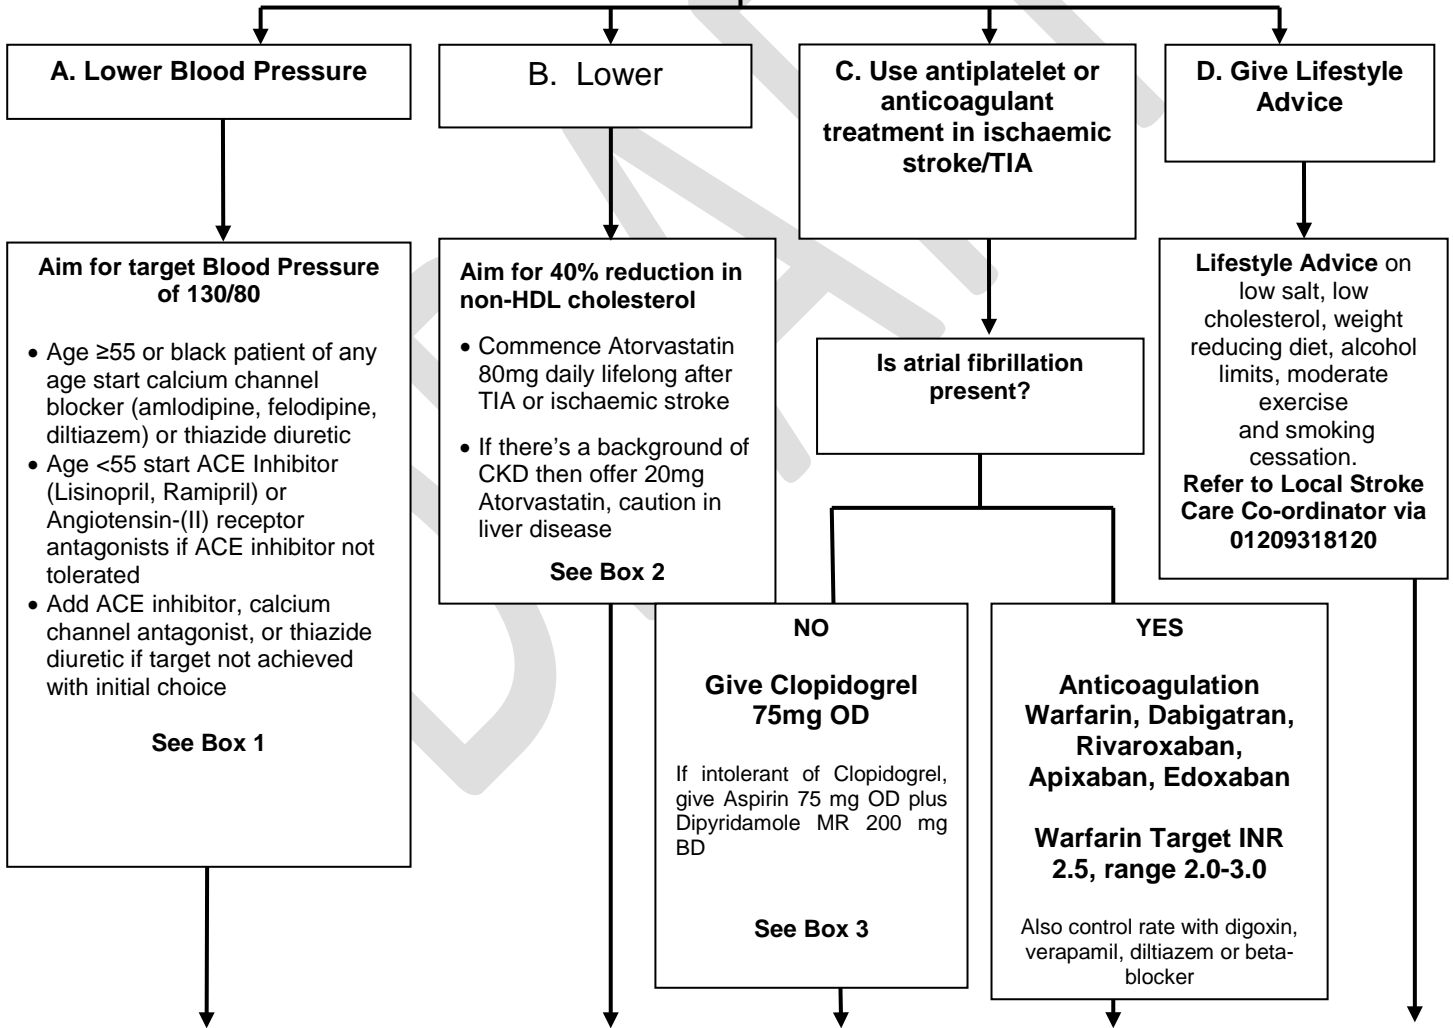 A. Lower Blood Pressure
B. Lower
C. Use antiplatelet or
anticoagulant
treatment in ischaemic
stroke/TIA
D. Give Lifestyle
Advice
Aim for target Blood Pressure
of 130/80
• Age ≥55 or black patient of any
age start calcium channel
blocker (amlodipine, felodipine,
diltiazem) or thiazide diuretic
• Age <55 start ACE Inhibitor
(Lisinopril, Ramipril) or
Angiotensin-(II) receptor
antagonists if ACE inhibitor not
tolerated
• Add ACE inhibitor, calcium
channel antagonist, or thiazide
diuretic if target not achieved
with initial choice
See Box 1
Aim for 40% reduction in
non-HDL cholesterol
• Commence Atorvastatin
80mg daily lifelong after
TIA or ischaemic stroke
• If there's a background of
CKD then offer 20mg
Atorvastatin, caution in
liver disease
See Box 2
Is atrial fibrillation
present?
Lifestyle Advice on
low salt, low
cholesterol, weight
reducing diet, alcohol
limits, moderate
exercise
and smoking
cessation.
Refer to Local Stroke
Care Co-ordinator via
01209318120
NO
Give Clopidogrel
75mg OD
If intolerant of Clopidogrel,
give Aspirin 75 mg OD plus
Dipyridamole MR 200 mg
BD
See Box 3
YES
Anticoagulation
Warfarin, Dabigatran,
Rivaroxaban,
Apixaban, Edoxaban
Warfarin Target INR
2.5, range 2.0-3.0
Also control rate with digoxin,
verapamil, diltiazem or beta-
blocker